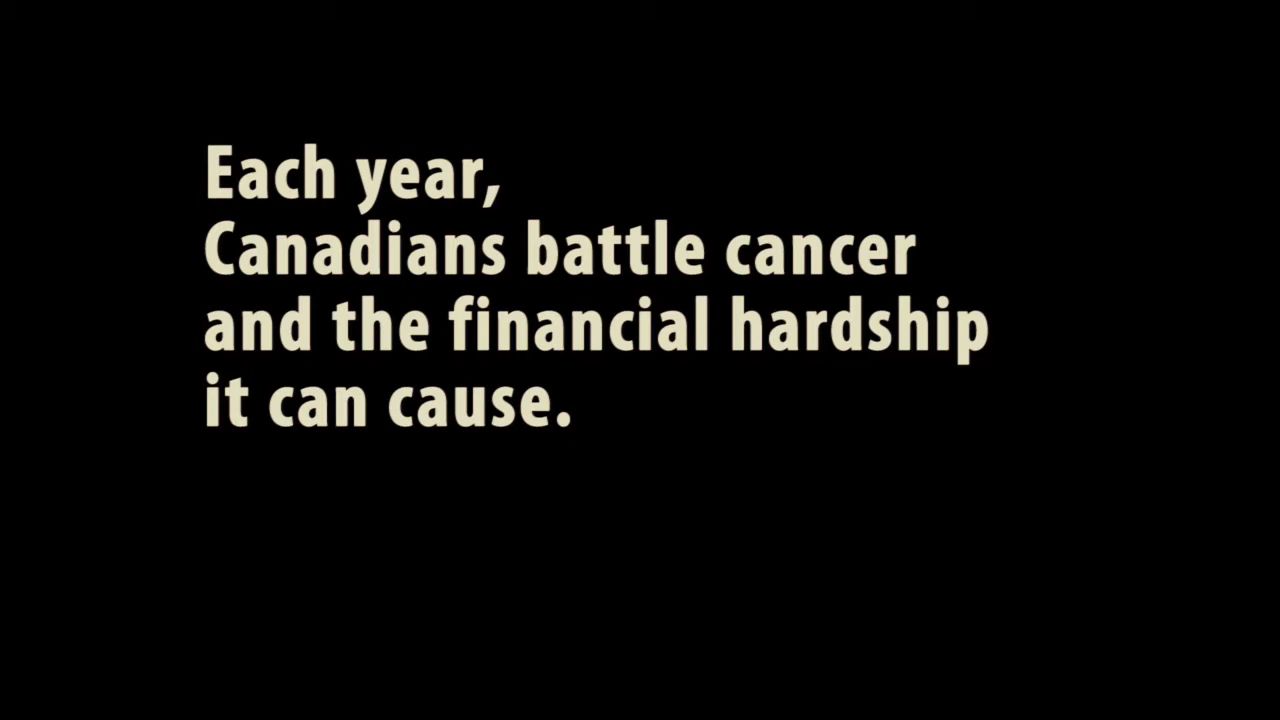 Each year,
Canadians battle cancer
and the financial hardship
it can cause.